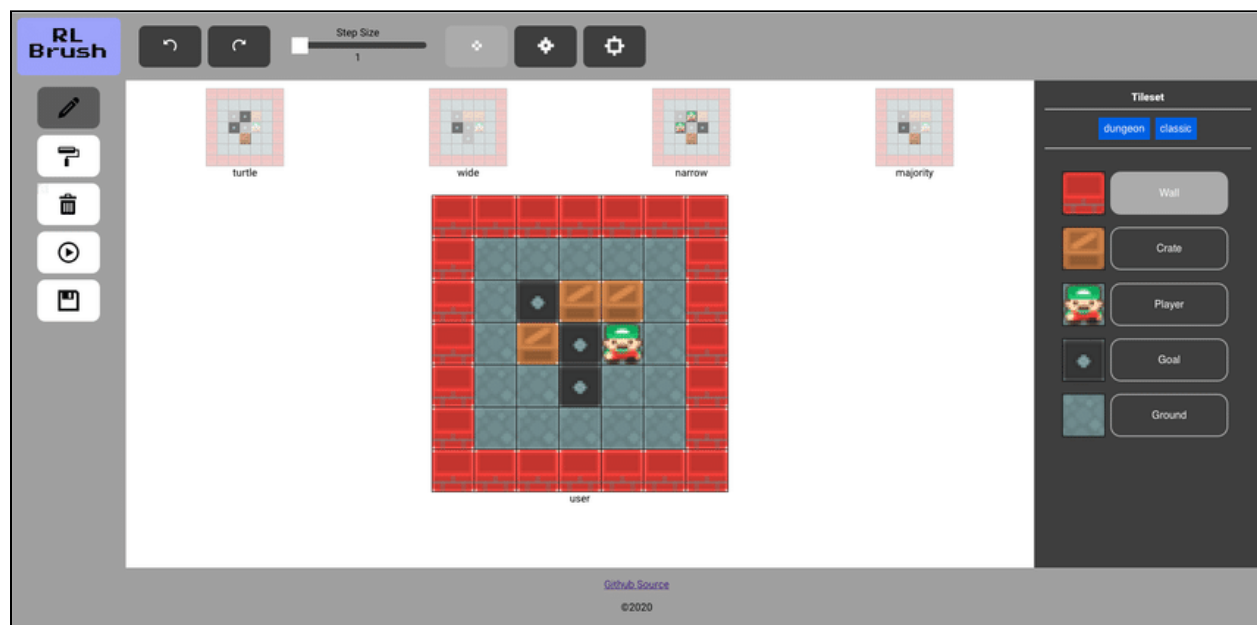 RL
Brush
Step Size
1
turtle
wide
narrow
majority
user
Tileset
dungeon
classic
Wall
Crate
Player
Goal
Ground
Github Source
©2020